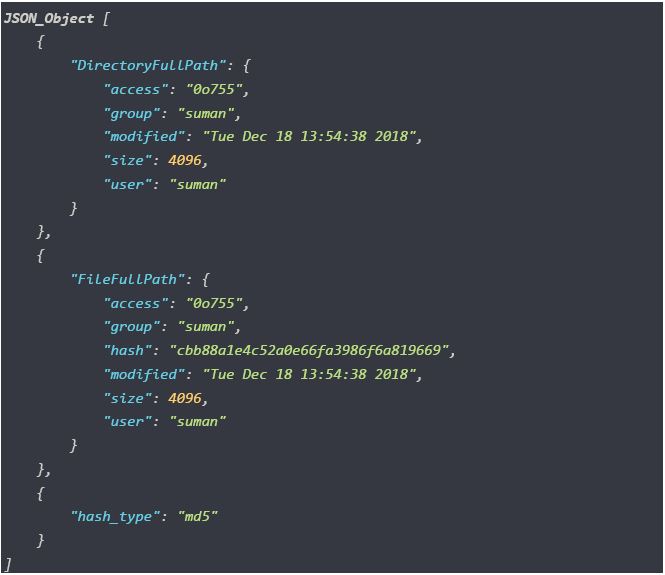 JSON_Object [
    {
        "DirectoryFullPath": {
            "access": "0o755",
            "group": "suman",
            "modified": "Tue Dec 18 13:54:38 2018",
            "size": 4096,
            "user": "suman"
        }
    },
    {
        "FileFullPath": {
            "access": "0o755",
            "group": "suman",
            "hash": "cbb88a1e4c52a0e66fa3986f6a819669",
            "modified": "Tue Dec 18 13:54:38 2018",
            "size": 4096,
            "user": "suman"
        }
    },
    {
        "hash_type": "md5"
    }
]